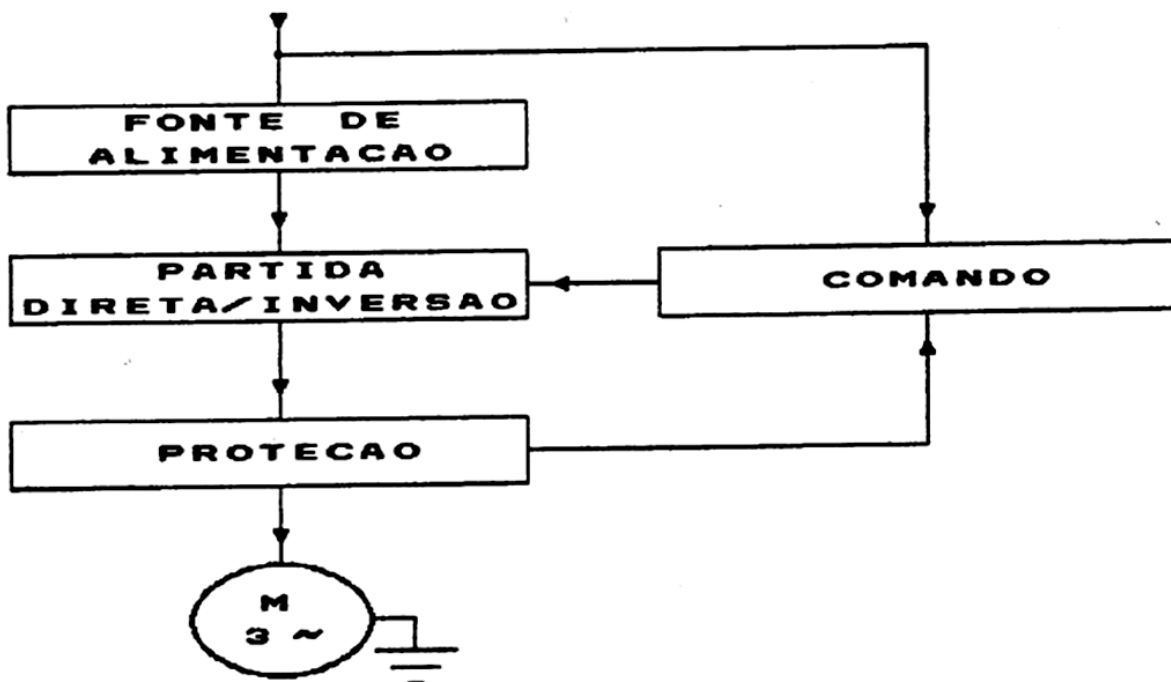 FONTE DE
ALIMENTACAO
PARTIDA
DIRETA/INVERSAO
COMANDO
PROTECAO
M
3 ~